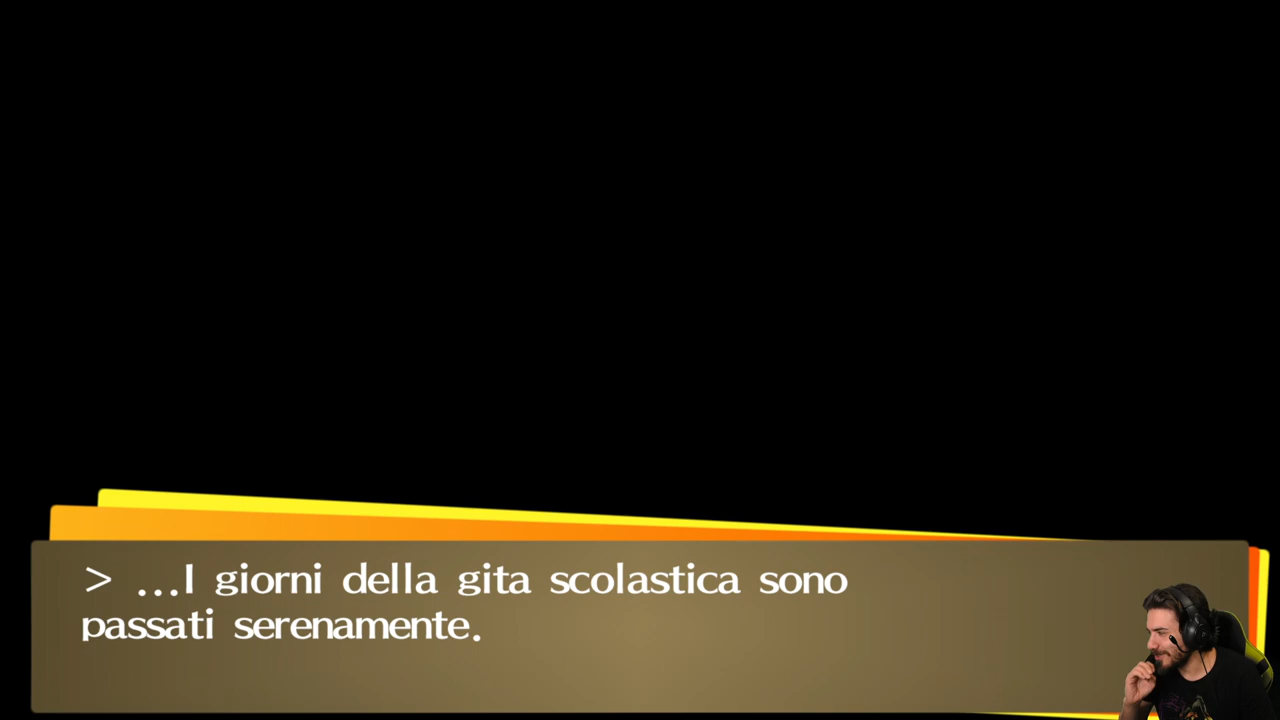 > ...I giorni della gita scolastica sono
passati serenamente.